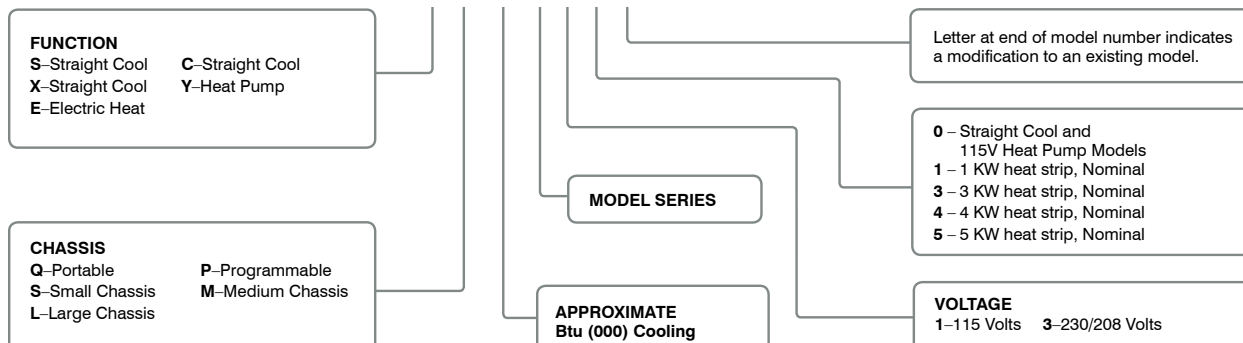 FUNCTION
S–Straight Cool C–Straight Cool
X–Straight Cool Y–Heat Pump
E–Electric Heat
CHASSIS
Q–Portable P–Programmable
S–Small Chassis M–Medium Chassis
L–Large Chassis
MODEL SERIES
APPROXIMATE
Btu (000) Cooling
Letter at end of model number indicates
a modification to an existing model.
0 – Straight Cool and
115V Heat Pump Models
1 – 1 KW heat strip, Nominal
3 – 3 KW heat strip, Nominal
4 – 4 KW heat strip, Nominal
5 – 5 KW heat strip, Nominal
VOLTAGE
1–115 Volts 3–230/208 Volts